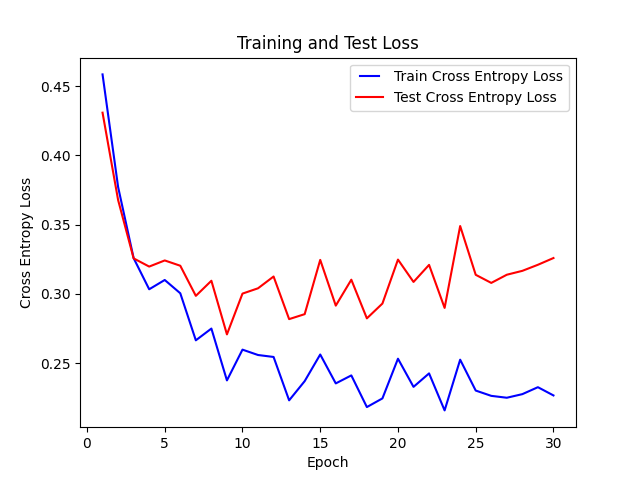 Training and Test Loss
Train Cross Entropy Loss
Test Cross Entropy Loss
Cross Entropy Loss
0.45
0.40
0.35
0.30
0.25
0 5 10 15 20 25 30
Epoch